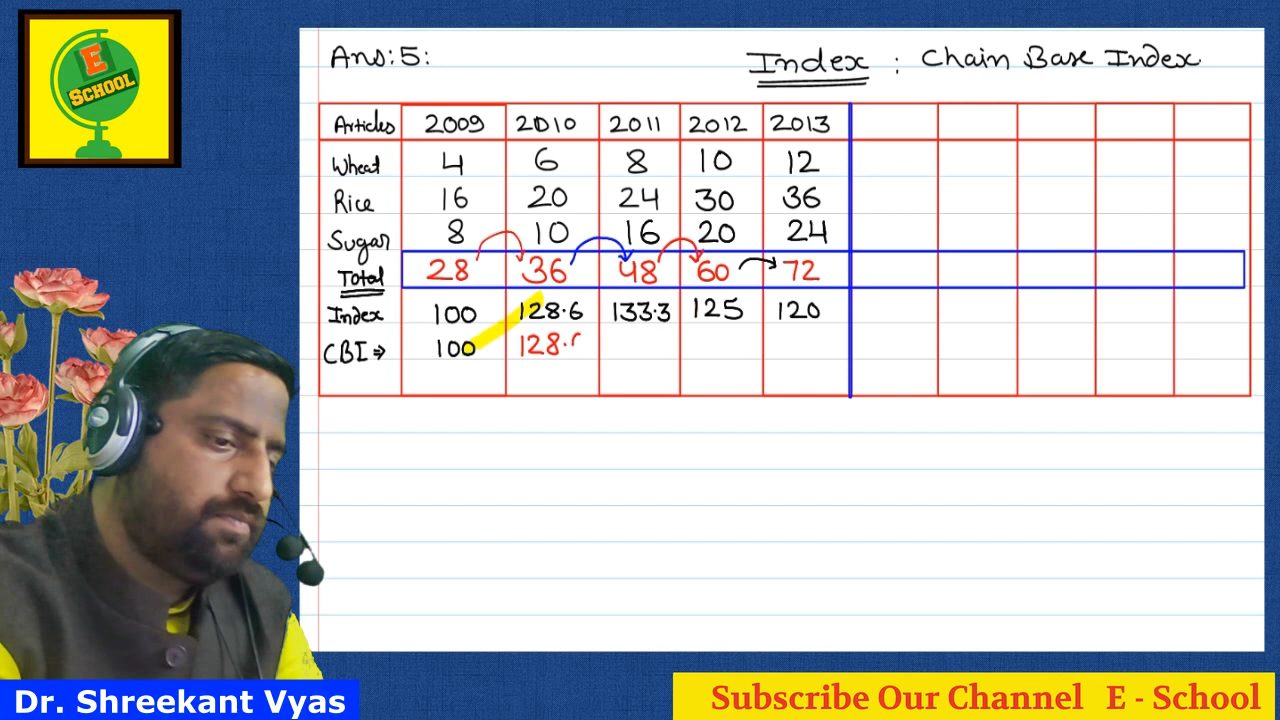 E
SCHOOL
Ans:5:
Index : Chain Base Index
Articles 2009 2010 2011 2012 2013
Wheat 4 6 8 10 12
Rice 16 20 24 30 36
Sugar 8 10 16 20 24
Total 28 36 48 60 72
Index 100 128.6 133.3 125 120
CBI⇒ 100 128.
Dr. Shreekant Vyas
Subscribe Our Channel E - School